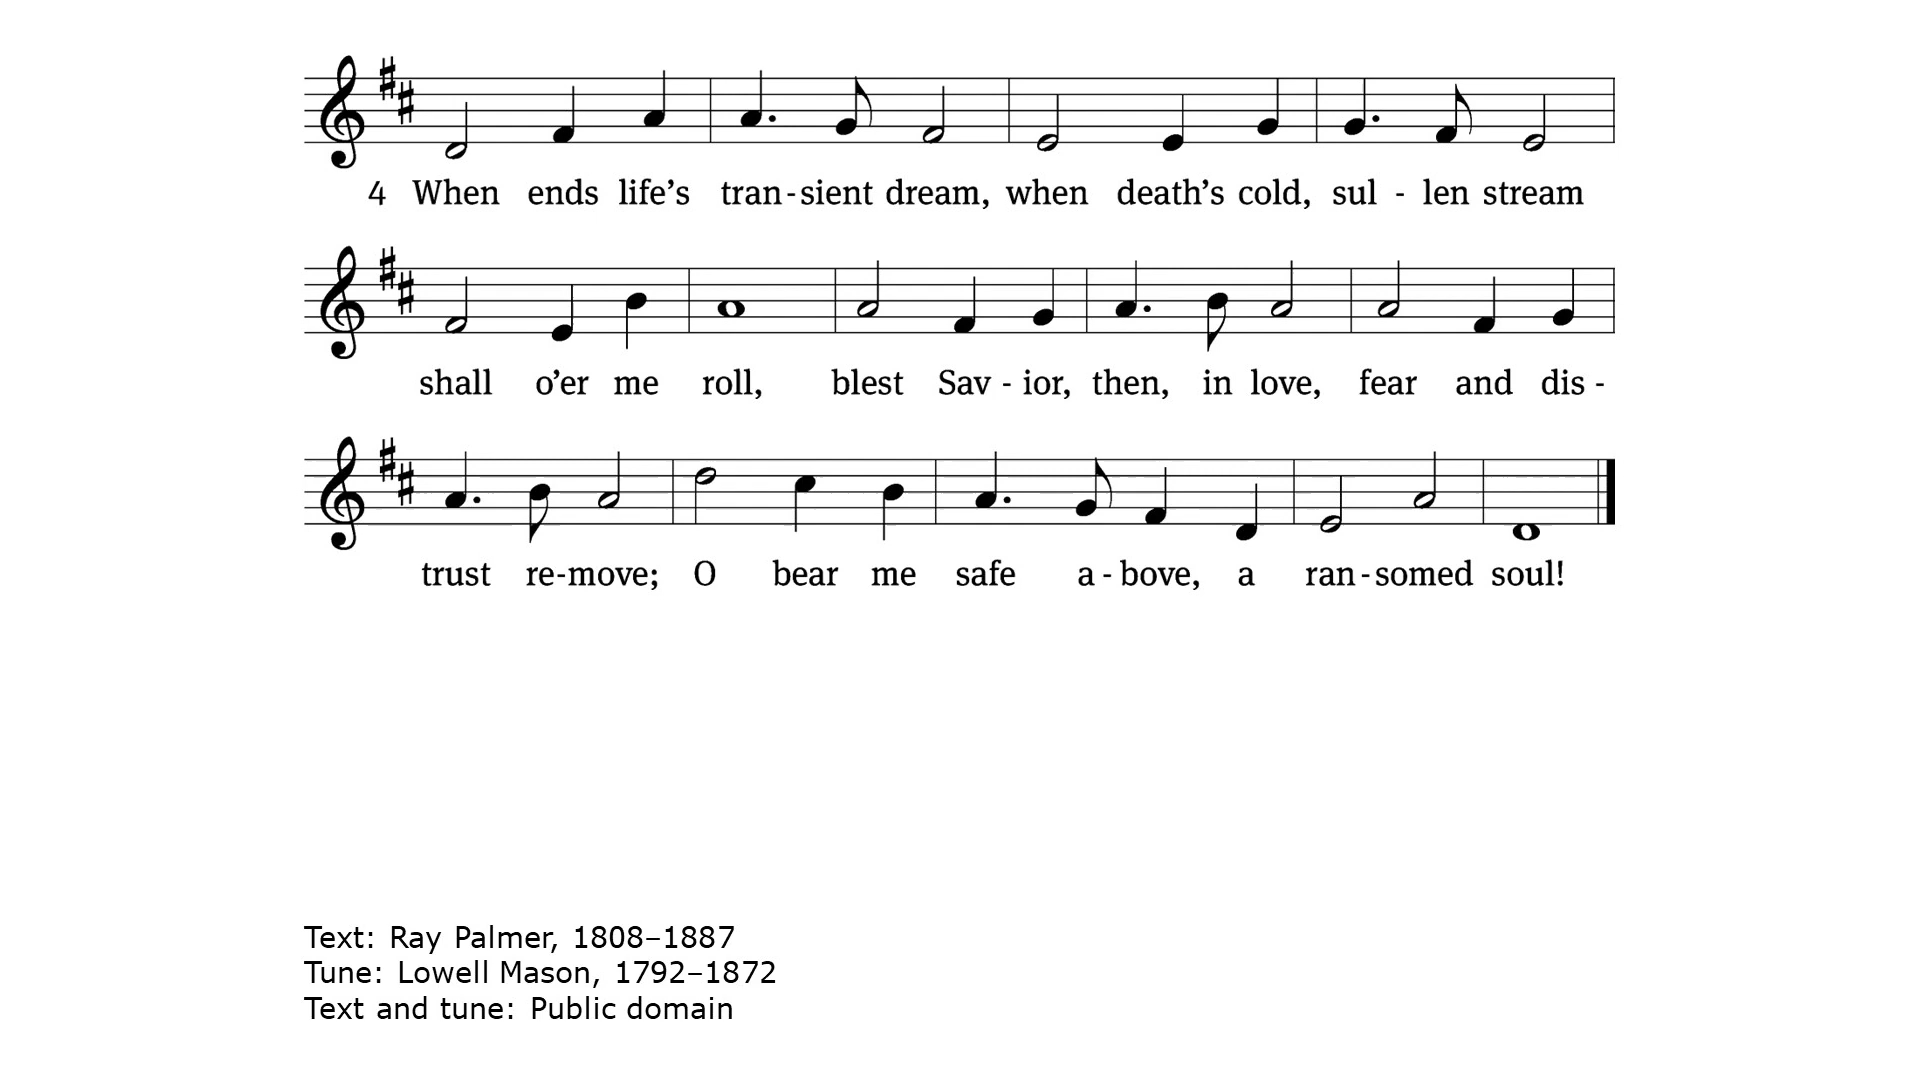 4 When ends life’s tran - sient dream, when death’s cold, sul - len stream
shall o’er me roll, blest Sav - ior, then, in love, fear and dis -
trust re - move; O bear me safe a - bove, a ran - somed soul!
Text: Ray Palmer, 1808–1887
Tune: Lowell Mason, 1792–1872
Text and tune: Public domain